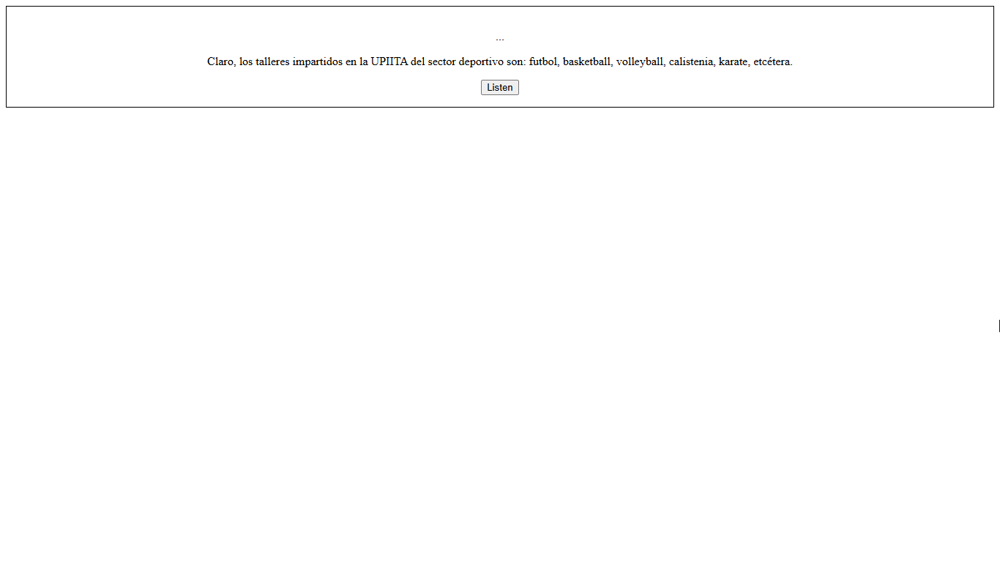 ...
Claro, los talleres impartidos en la UPIITA del sector deportivo son: futbol, basketball, volleyball, calistenia, karate, etcétera.
Listen